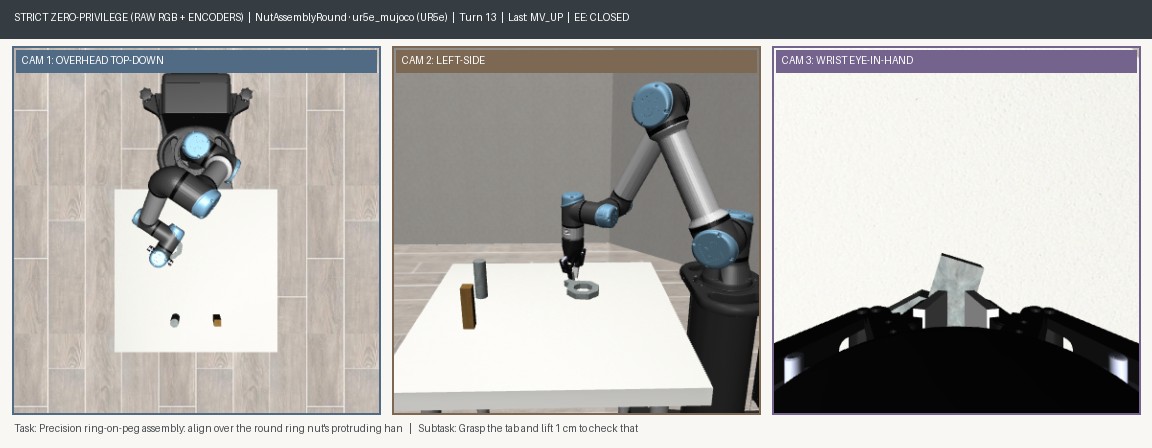 STRICT ZERO-PRIVILEGE (RAW RGB + ENCODERS) | NutAssemblyRound · ur5e_mujoco (UR5e) | Turn 13 | Last: MV_UP | EE: CLOSED
CAM 1: OVERHEAD TOP-DOWN
CAM 2: LEFT-SIDE
CAM 3: WRIST EYE-IN-HAND
Task: Precision ring-on-peg assembly: align over the round ring nut's protruding han | Subtask: Grasp the tab and lift 1 cm to check that